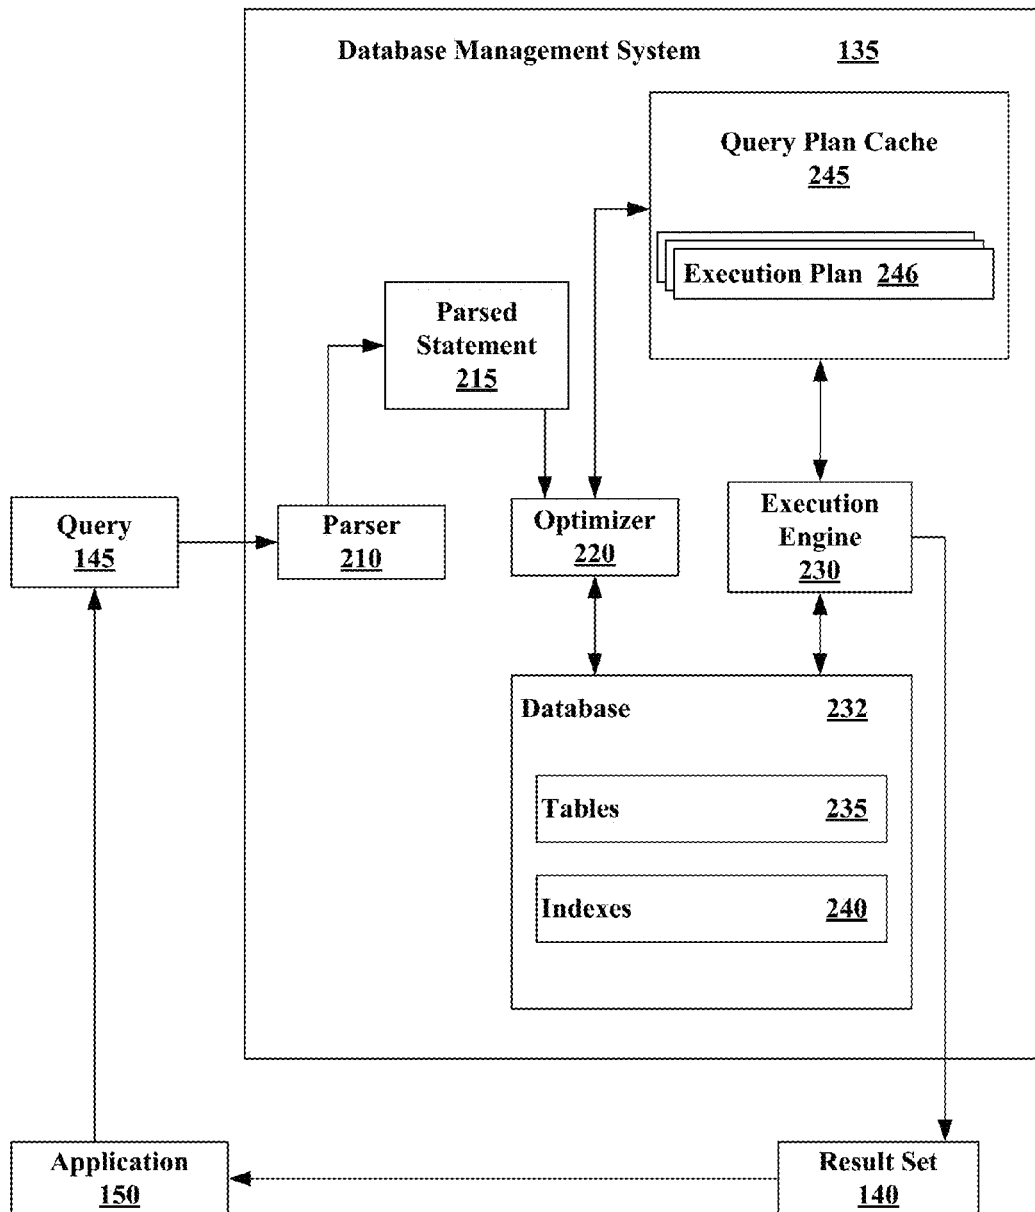 Database Management System 135
Query Plan Cache
245
Execution Plan 246
Parsed
Statement
215
Query
145
Parser
210
Optimizer
220
Execution
Engine
230
Database 232
Tables 235
Indexes 240
Application
150
Result Set
140